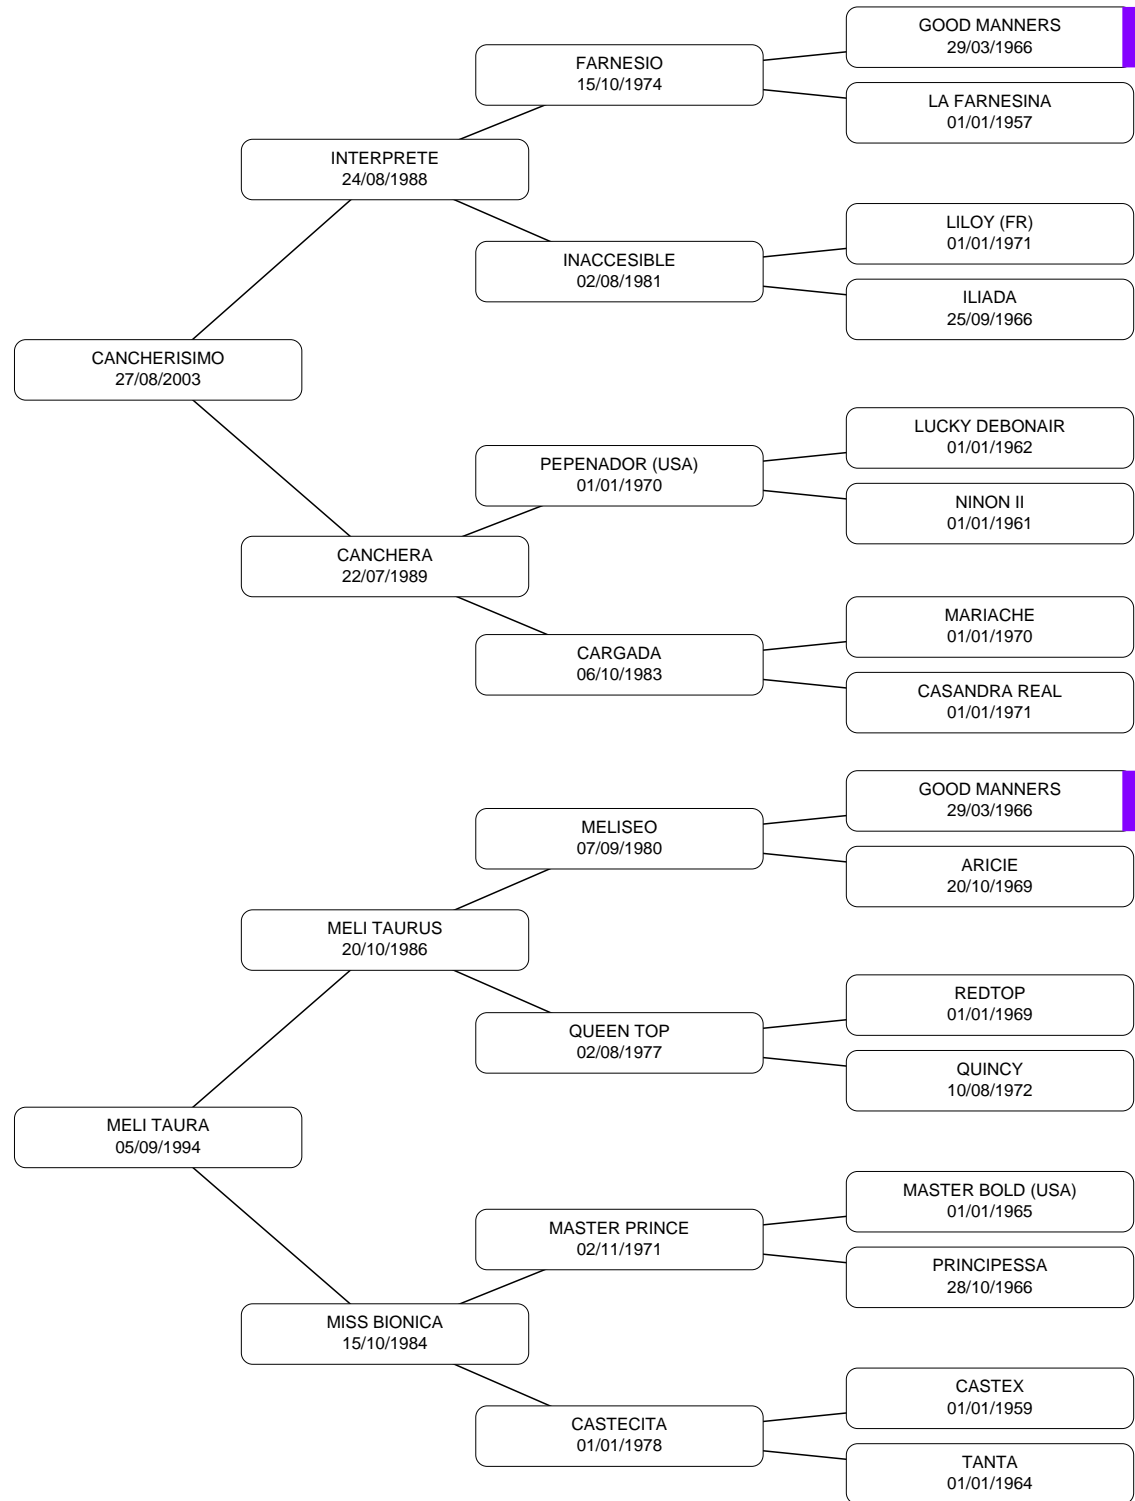 GOOD MANNERS
29/03/1966
FARNESIO
15/10/1974
LA FARNESINA
01/01/1957
INTERPRETE
24/08/1988
LILOY (FR)
01/01/1971
INACCESIBLE
02/08/1981
ILIADA
25/09/1966
CANCHERISIMO
27/08/2003
LUCKY DEBONAIR
01/01/1962
PEPENADOR (USA)
01/01/1970
NINON II
01/01/1961
CANCHERA
22/07/1989
MARIACHE
01/01/1970
CARGADA
06/10/1983
CASANDRA REAL
01/01/1971
GOOD MANNERS
29/03/1966
MELISEO
07/09/1980
ARICIE
20/10/1969
MELI TAURUS
20/10/1986
REDTOP
01/01/1969
QUEEN TOP
02/08/1977
QUINCY
10/08/1972
MELI TAURA
05/09/1994
MASTER BOLD (USA)
01/01/1965
MASTER PRINCE
02/11/1971
PRINCIPESSA
28/10/1966
MISS BIONICA
15/10/1984
CASTEX
01/01/1959
CASTECITA
01/01/1978
TANTA
01/01/1964